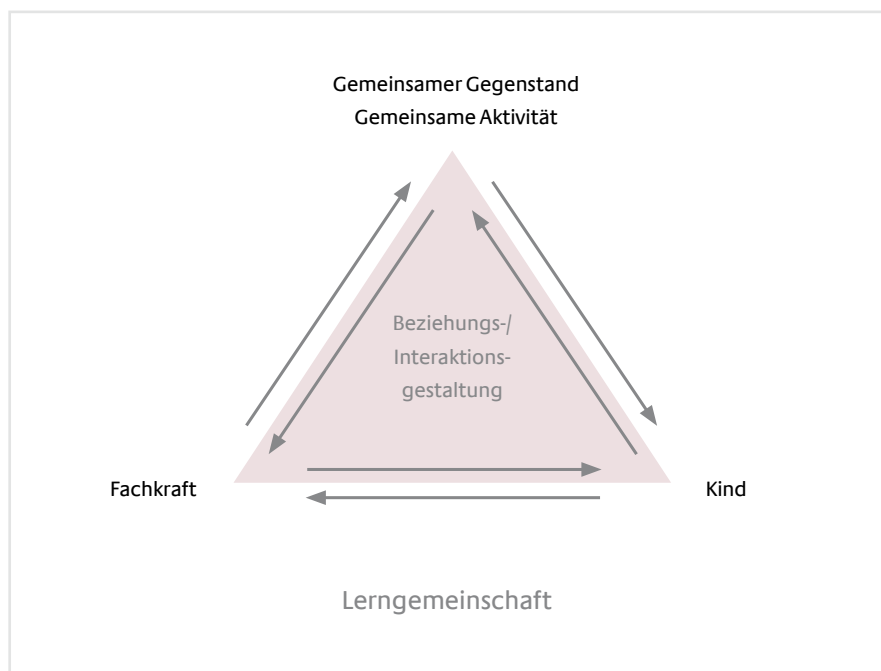 Gemeinsamer Gegenstand
Gemeinsame Aktivität
Beziehungs-/
Interaktions-
gestaltung
Fachkraft
Kind
Lerngemeinschaft